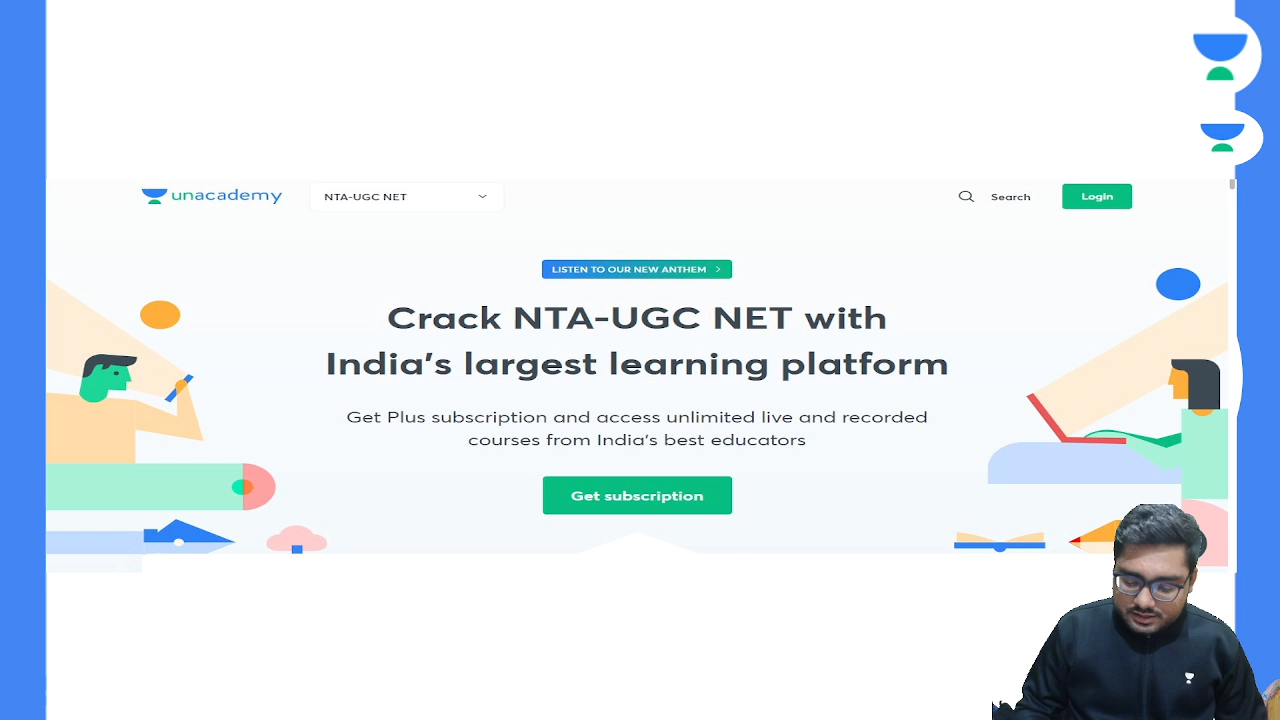 unacademy
NTA-UGC NET
Search
Login
LISTEN TO OUR NEW ANTHEM
Crack NTA-UGC NET with
India's largest learning platform
Get Plus subscription and access unlimited live and recorded
courses from India's best educators
Get subscription